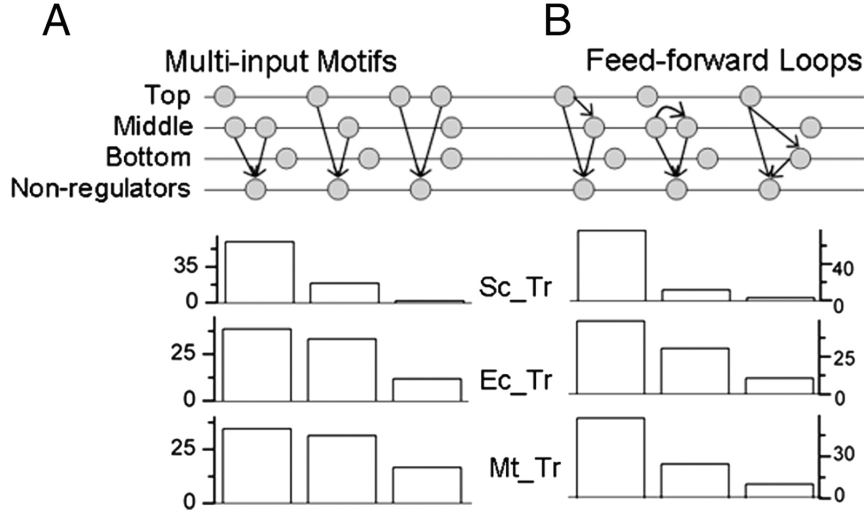 A
B
Multi-input Motifs
Feed-forward Loops
Top
Middle
Bottom
Non-regulators
35
0
Sc_Tr
40
0
25
0
Ec_Tr
25
0
25
0
Mt_Tr
30
0